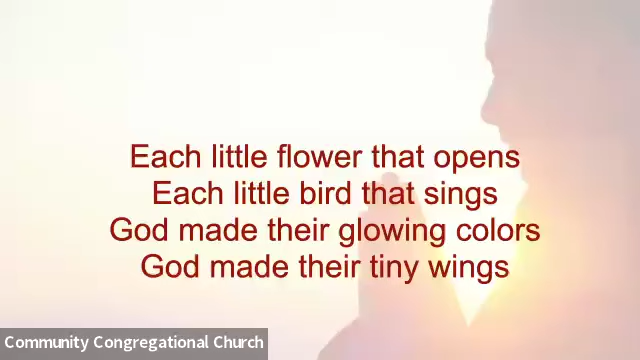 Each little flower that opens
Each little bird that sings
God made their glowing colors
God made their tiny wings
Community Congregational Church